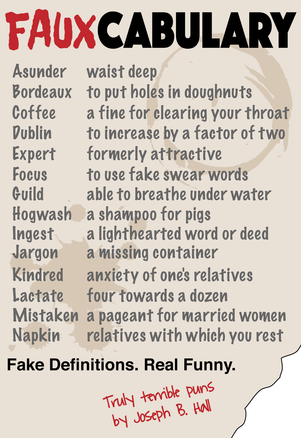 FAUXCABULARY
Asunder waist deep
Bordeaux to put holes in doughnuts
Coffee a fine for clearing your throat
Dublin to increase by a factor of two
Expert formerly attractive
Focus to use fake swear words
Guild able to breathe under water
Hogwash a shampoo for pigs
Ingest a lighthearted word or deed
Jargon a missing container
Kindred anxiety of one's relatives
Lactate four towards a dozen
Mistaken a pageant for married women
Napkin relatives with which you rest
Fake Definitions. Real Funny.
Truly terrible puns
by Joseph B. Hall